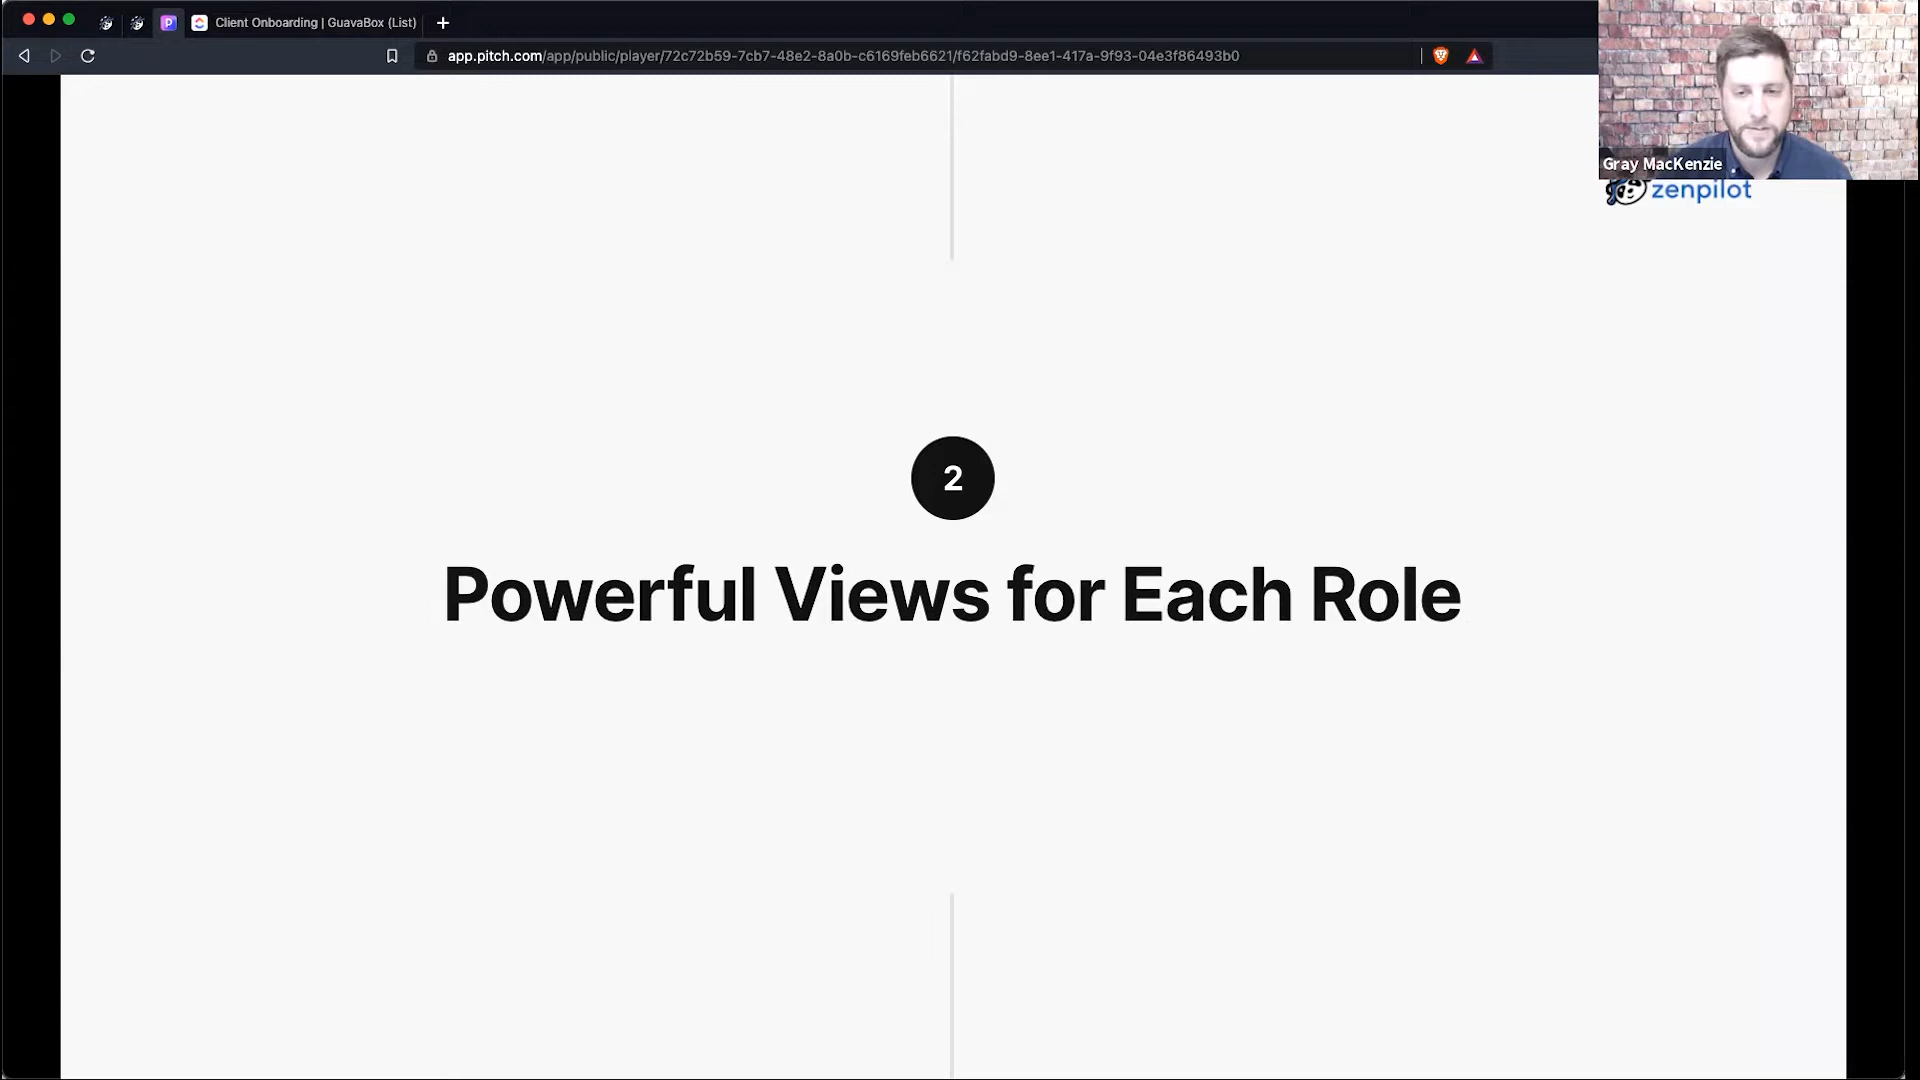 Client Onboarding | GuavaBox (List)
app.pitch.com/app/public/player/72c72b59-7cb7-48e2-8a0b-c6169feb6621/f62fabd9-8ee1-417a-9f93-04e3f86493b0
Gray MacKenzie
zenpilot
2
Powerful Views for Each Role